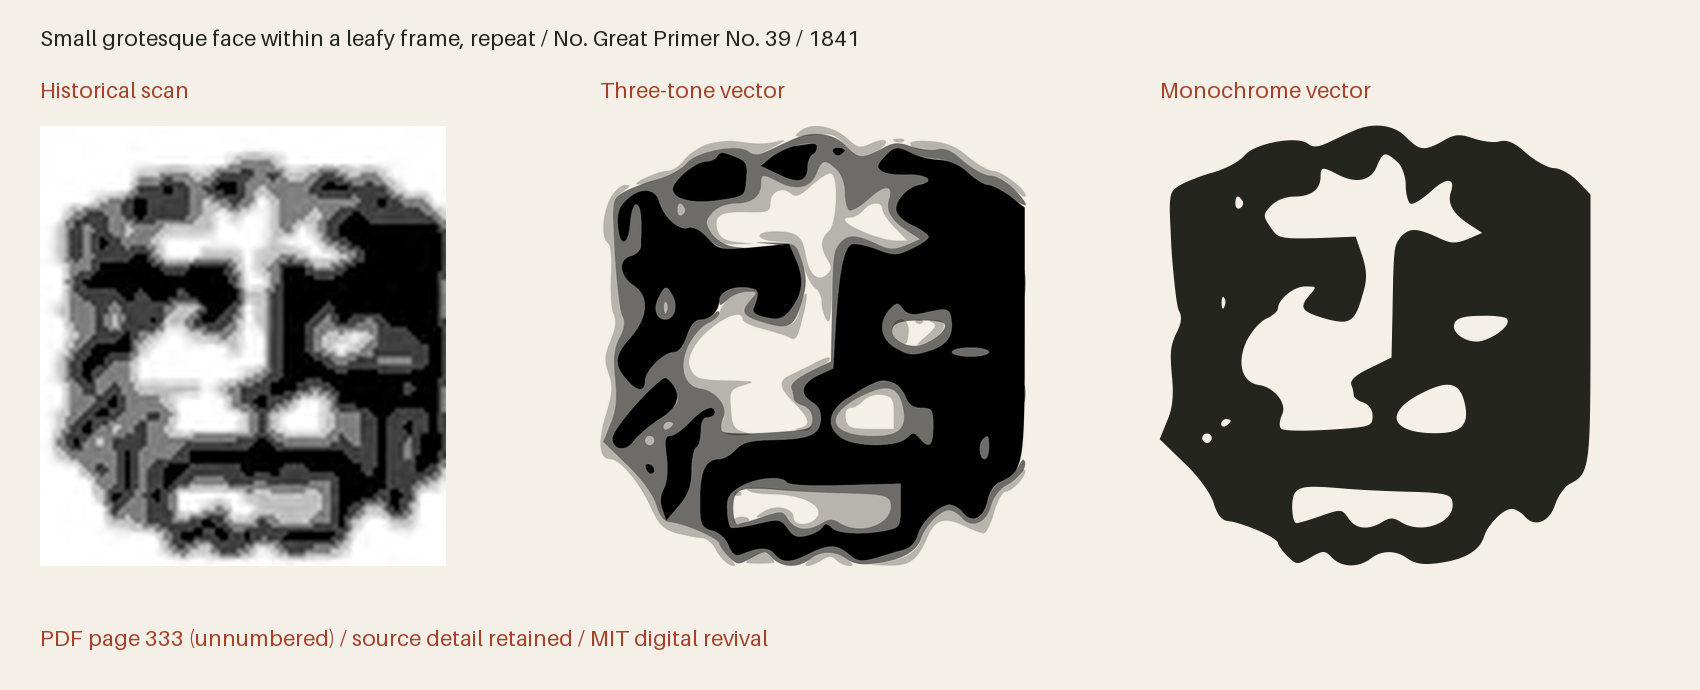 Small grotesque face within a leafy frame, repeat / No. Great Primer No. 39 / 1841
Historical scan
Three-tone vector
Monochrome vector
PDF page 333 (unnumbered) / source detail retained / MIT digital revival